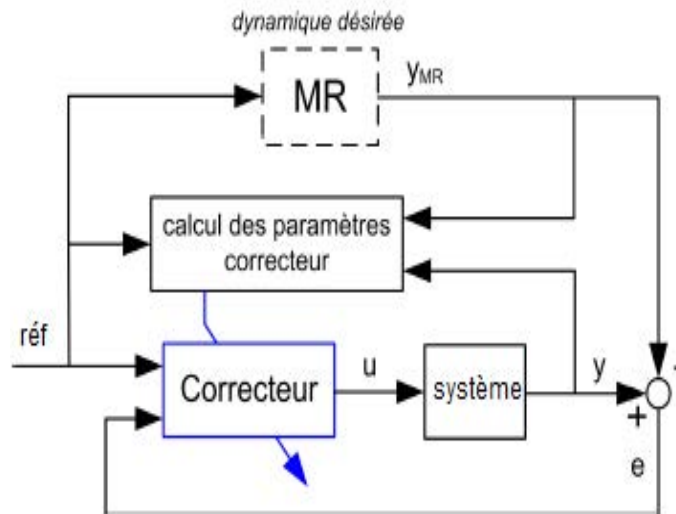 dynamique désirée
MR
yMR
calcul des paramètres
correcteur
réf
Correcteur
u
système
y
+
-
e